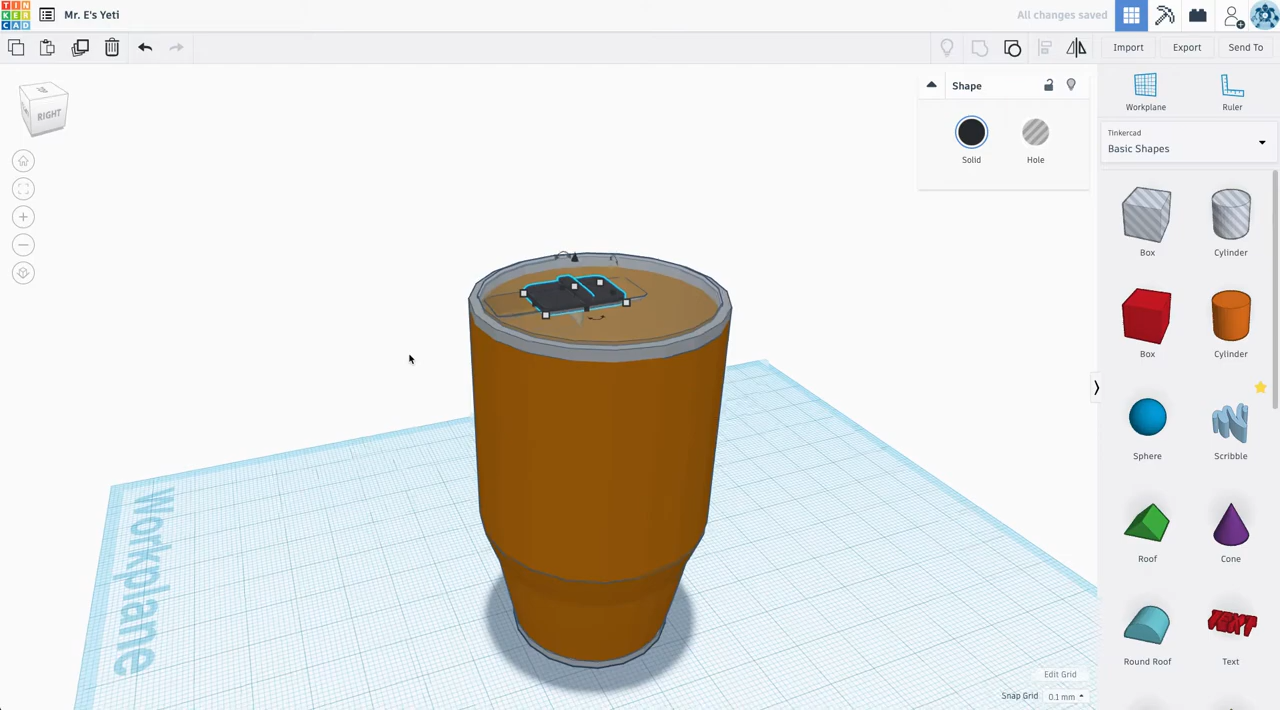 TIN
KER
CAD
Mr. E's Yeti
All changes saved
Import
Export
Send To
RIGHT
Shape
Solid
Hole
Workplane
Ruler
Tinkercad
Basic Shapes
Box
Cylinder
Box
Cylinder
Sphere
Scribble
Roof
Cone
TEXT
Round Roof
Text
Workplane
Edit Grid
Snap Grid
0.1 mm